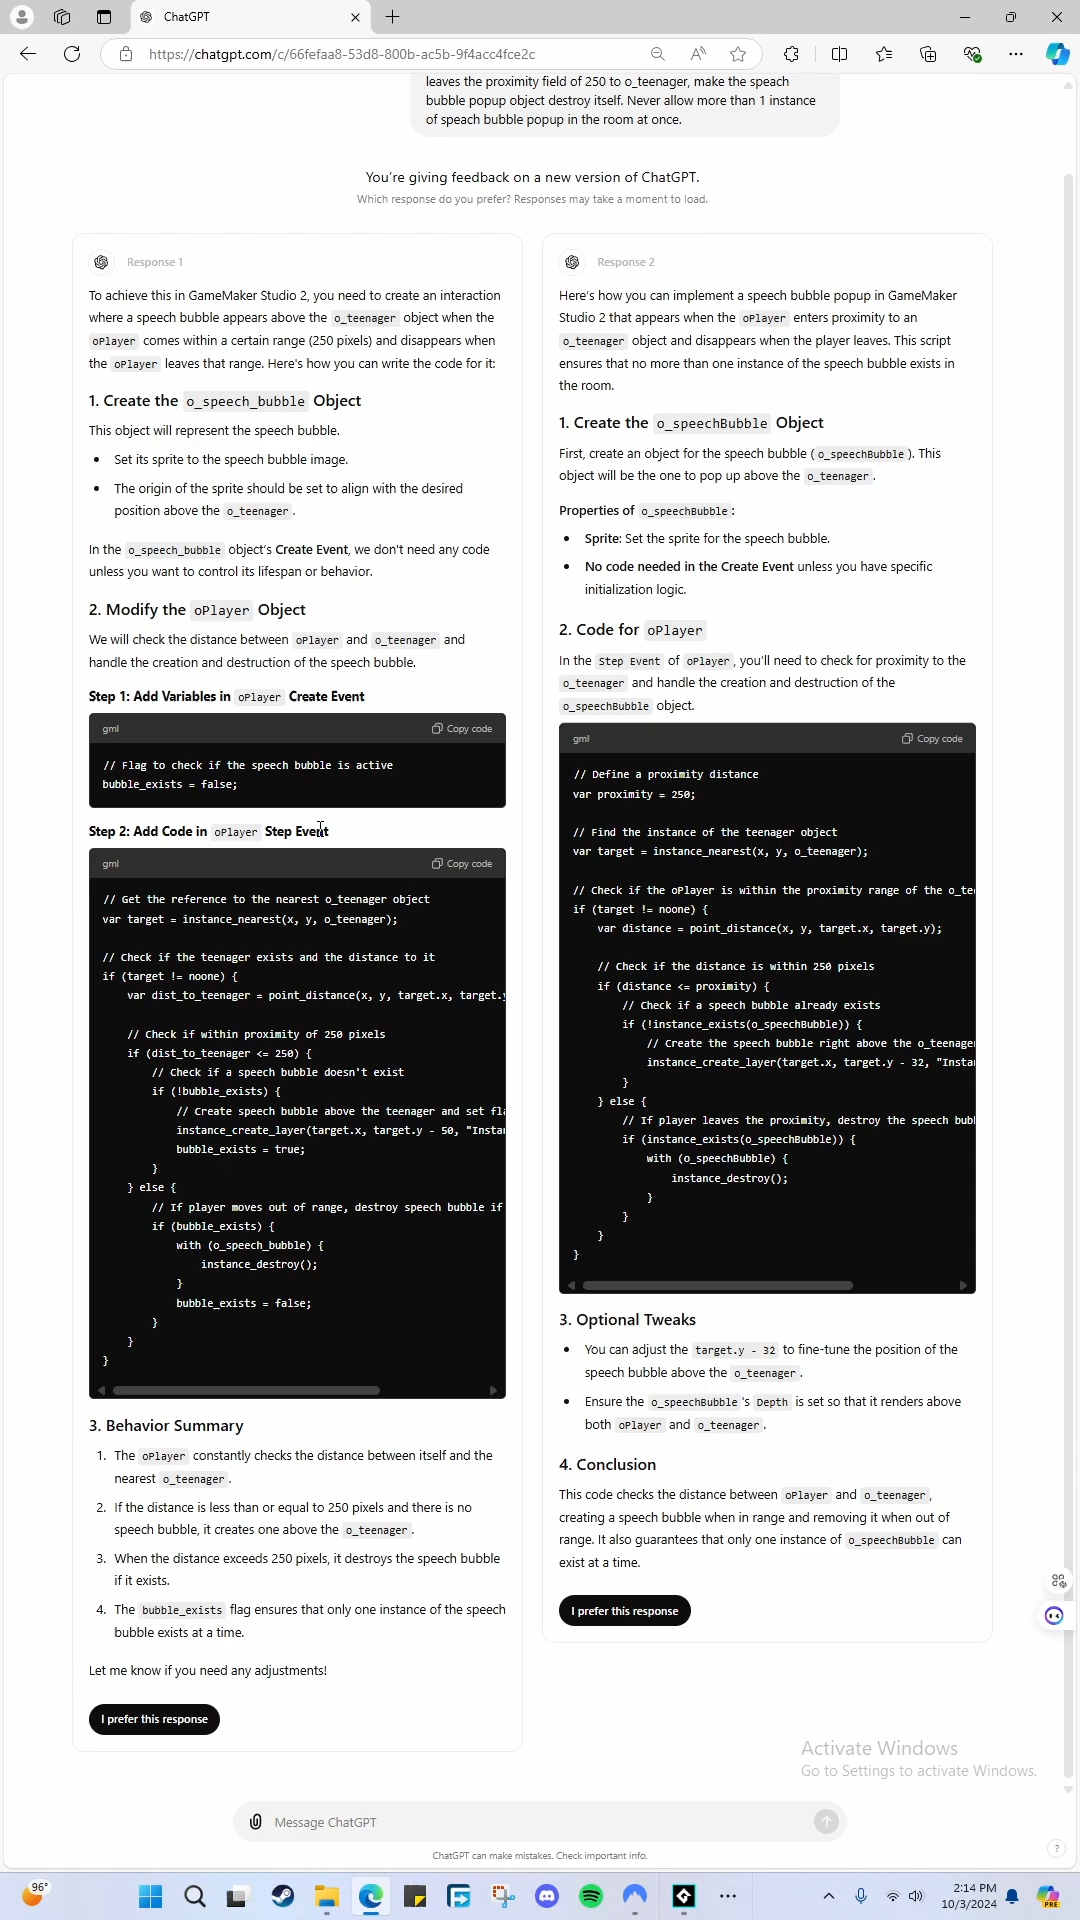 ChatGPT
https://chatgpt.com/c/66fefaa8-53d8-800b-ac5b-9f4acc4fce2c
leaves the proximity field of 250 to o_teenager, make the speach
bubble popup object destroy itself. Never allow more than 1 instance
of speach bubble popup in the room at once.
You're giving feedback on a new version of ChatGPT.
Which response do you prefer? Responses may take a moment to load.
Response 1
To achieve this in GameMaker Studio 2, you need to create an interaction
where a speech bubble appears above the o_teenager object when the
oPlayer comes within a certain range (250 pixels) and disappears when
the oPlayer leaves that range. Here's how you can write the code for it:
1. Create the o_speech_bubble Object
This object will represent the speech bubble.
• Set its sprite to the speech bubble image.
• The origin of the sprite should be set to align with the desired
position above the o_teenager.
In the o_speech_bubble object's Create Event, we don't need any code
unless you want to control its lifespan or behavior.
2. Modify the oPlayer Object
We will check the distance between oPlayer and o_teenager and
handle the creation and destruction of the speech bubble.
Step 1: Add Variables in oPlayer Create Event
gml
Copy code
// Flag to check if the speech bubble is active
bubble_exists = false;
Step 2: Add Code in oPlayer Step Event
gml
Copy code
// Get the reference to the nearest o_teenager object
var target = instance_nearest(x, y, o_teenager);
// Check if the teenager exists and the distance to it
if (target != noone) {
var dist_to_teenager = point_distance(x, y, target.x, target.y
// Check if within proximity of 250 pixels
if (dist_to_teenager <= 250) {
// Check if a speech bubble doesn't exist
if (!bubble_exists) {
// Create speech bubble above the teenager and set fl
instance_create_layer(target.x, target.y - 50, "Insta
bubble_exists = true;
}
} else {
// If player moves out of range, destroy speech bubble if
if (bubble_exists) {
with (o_speech_bubble) {
instance_destroy();
}
bubble_exists = false;
}
}
}
3. Behavior Summary
1. The oPlayer constantly checks the distance between itself and the
nearest o_teenager.
2. If the distance is less than or equal to 250 pixels and there is no
speech bubble, it creates one above the o_teenager.
3. When the distance exceeds 250 pixels, it destroys the speech bubble
if it exists.
4. The bubble_exists flag ensures that only one instance of the speech
bubble exists at a time.
Let me know if you need any adjustments!
I prefer this response
Response 2
Here's how you can implement a speech bubble popup in GameMaker
Studio 2 that appears when the oPlayer enters proximity to an
o_teenager object and disappears when the player leaves. This script
ensures that no more than one instance of the speech bubble exists in
the room.
1. Create the o_speechBubble Object
First, create an object for the speech bubble (o_speechBubble). This
object will be the one to pop up above the o_teenager.
Properties of o_speechBubble:
• Sprite: Set the sprite for the speech bubble.
• No code needed in the Create Event unless you have specific
initialization logic.
2. Code for oPlayer
In the Step Event of oPlayer, you'll need to check for proximity to the
o_teenager and handle the creation and destruction of the
o_speechBubble object.
gml
Copy code
// Define a proximity distance
var proximity = 250;
// Find the instance of the teenager object
var target = instance_nearest(x, y, o_teenager);
// Check if the oPlayer is within the proximity range of the o_tee
if (target != noone) {
var distance = point_distance(x, y, target.x, target.y);
// Check if the distance is within 250 pixels
if (distance <= proximity) {
// Check if a speech bubble already exists
if (!instance_exists(o_speechBubble)) {
// Create the speech bubble right above the o_teenager
instance_create_layer(target.x, target.y - 32, "Insta
}
} else {
// If player leaves the proximity, destroy the speech bub
if (instance_exists(o_speechBubble)) {
with (o_speechBubble) {
instance_destroy();
}
}
}
}
3. Optional Tweaks
• You can adjust the target.y - 32 to fine-tune the position of the
speech bubble above the o_teenager.
• Ensure the o_speechBubble's Depth is set so that it renders above
both oPlayer and o_teenager.
4. Conclusion
This code checks the distance between oPlayer and o_teenager,
creating a speech bubble when in range and removing it when out of
range. It also guarantees that only one instance of o_speechBubble can
exist at a time.
I prefer this response
Activate Windows
Go to Settings to activate Windows.
Message ChatGPT
ChatGPT can make mistakes. Check important info.
?
96°
2:14 PM
10/3/2024
PRE